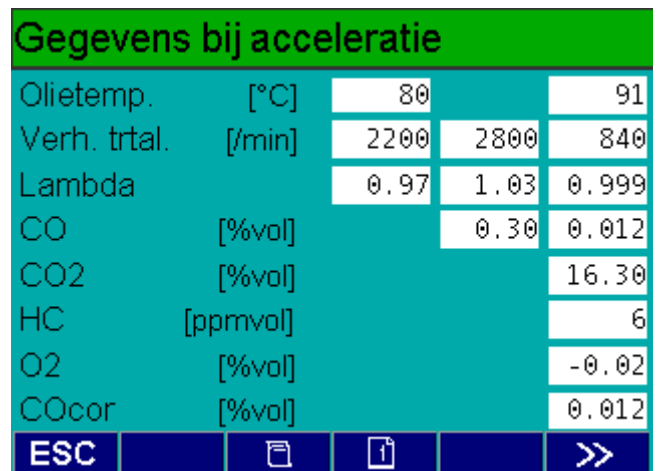 Gegevens bij acceleratie
Olietemp. [°C] 80 91
Verh. trtal. [/min] 2200 2800 840
Lambda 0.97 1.03 0.999
CO [%vol] 0.30 0.012
CO2 [%vol] 16.30
HC [ppmvol] 6
O2 [%vol] -0.02
COcor [%vol] 0.012
ESC 1 >>